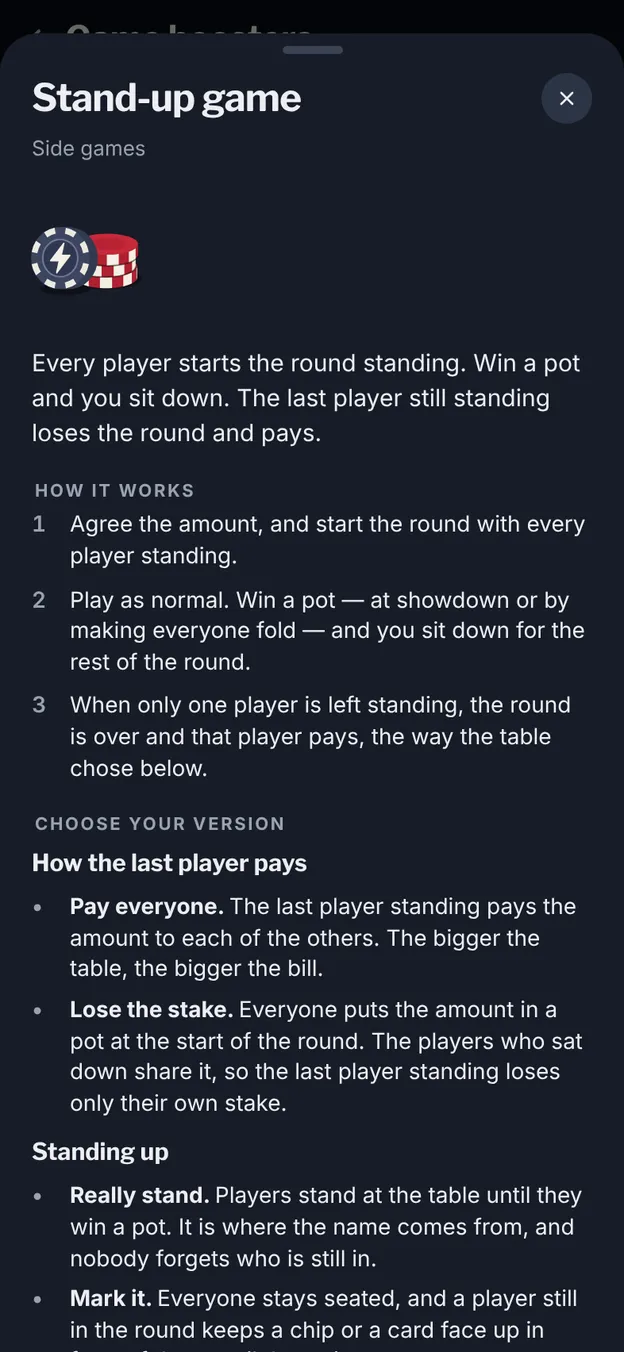 Stand-up game
Side games
Every player starts the round standing. Win a pot
and you sit down. The last player still standing
loses the round and pays.
HOW IT WORKS
1 Agree the amount, and start the round with every
player standing.
2 Play as normal. Win a pot — at showdown or by
making everyone fold — and you sit down for the
rest of the round.
3 When only one player is left standing, the round
is over and that player pays, the way the table
chose below.
CHOOSE YOUR VERSION
How the last player pays
• Pay everyone. The last player standing pays the
amount to each of the others. The bigger the
table, the bigger the bill.
• Lose the stake. Everyone puts the amount in a
pot at the start of the round. The players who sat
down share it, so the last player standing loses
only their own stake.
Standing up
• Really stand. Players stand at the table until they
win a pot. It is where the name comes from, and
nobody forgets who is still in.
• Mark it. Everyone stays seated, and a player still
in the round keeps a chip or a card face up in